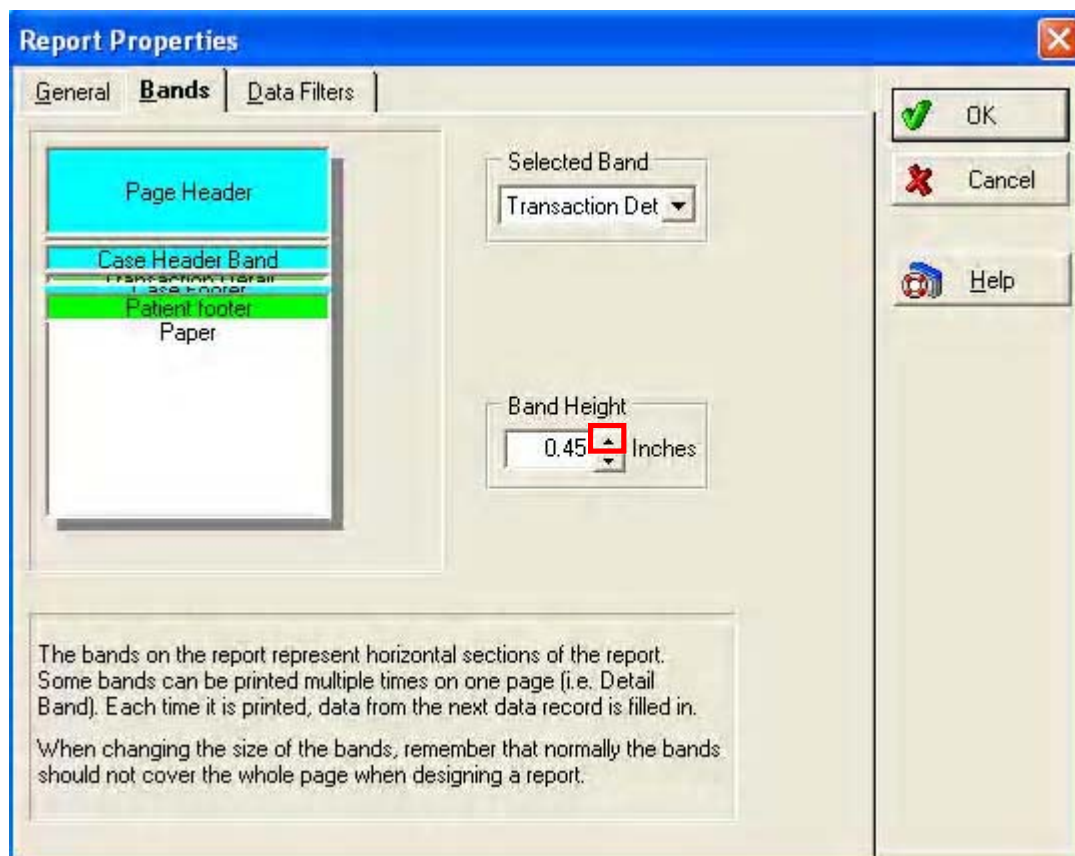 Report Properties
General Bands Data Filters
OK
Cancel
Help
Page Header
Case Header Band
Transaction Detail
Case Footer
Patient footer
Paper
Selected Band
Transaction Det
Band Height
0.45 Inches
The bands on the report represent horizontal sections of the report.
Some bands can be printed multiple times on one page (i.e. Detail
Band). Each time it is printed, data from the next data record is filled in.
When changing the size of the bands, remember that normally the bands
should not cover the whole page when designing a report.